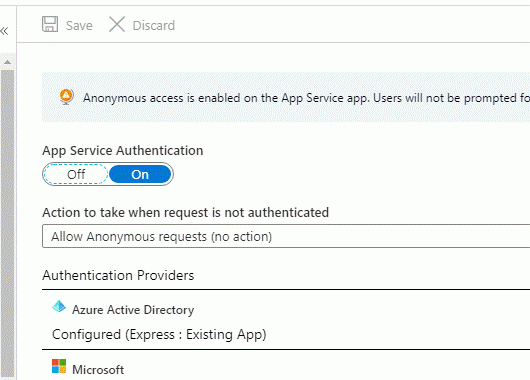 Save Discard
Anonymous access is enabled on the App Service app. Users will not be prompted fo
App Service Authentication
Off On
Action to take when request is not authenticated
Allow Anonymous requests (no action)
Authentication Providers
Azure Active Directory
Configured (Express : Existing App)
Microsoft